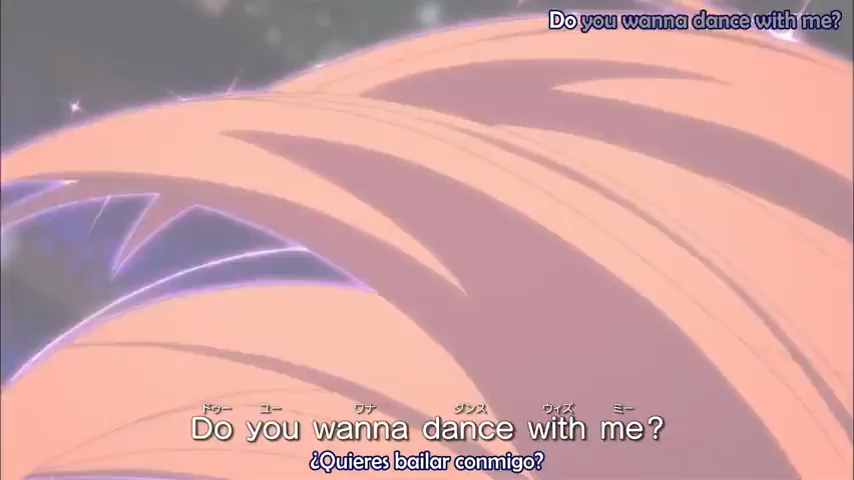 Do you wanna dance with me?
ドゥー ユー ワナ ダンス ウィズ ミー
Do you wanna dance with me?
¿Quieres bailar conmigo?